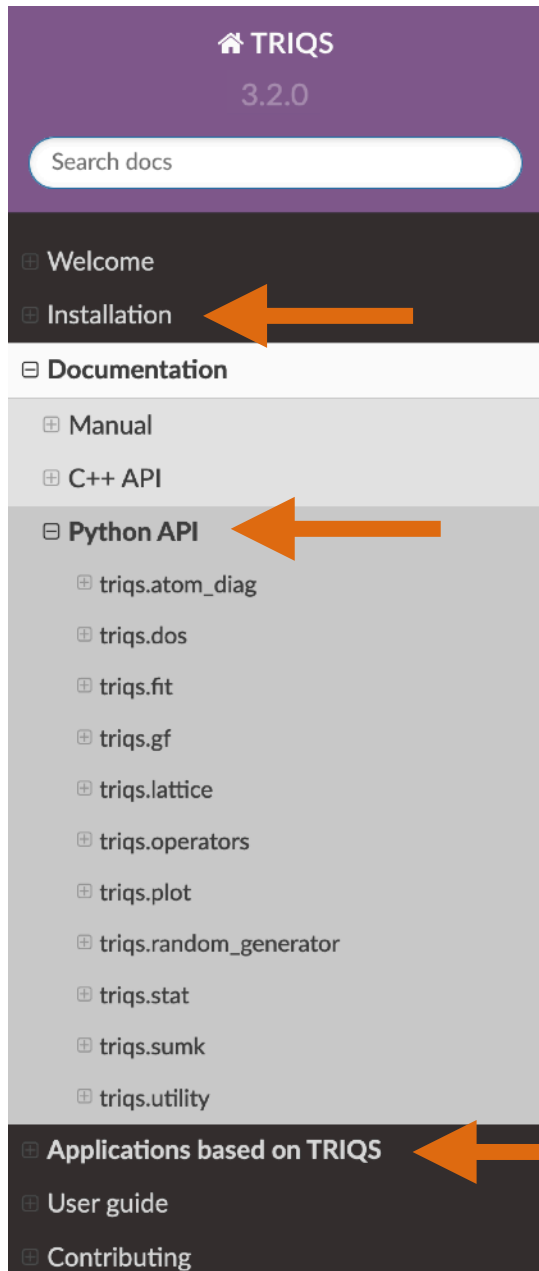 TRIQS
3.2.0
Search docs
Welcome
Installation
Documentation
Manual
C++ API
Python API
triqs.atom_diag
triqs.dos
triqs.fit
triqs.gf
triqs.lattice
triqs.operators
triqs.plot
triqs.random_generator
triqs.stat
triqs.sumk
triqs.utility
Applications based on TRIQS
User guide
Contributing